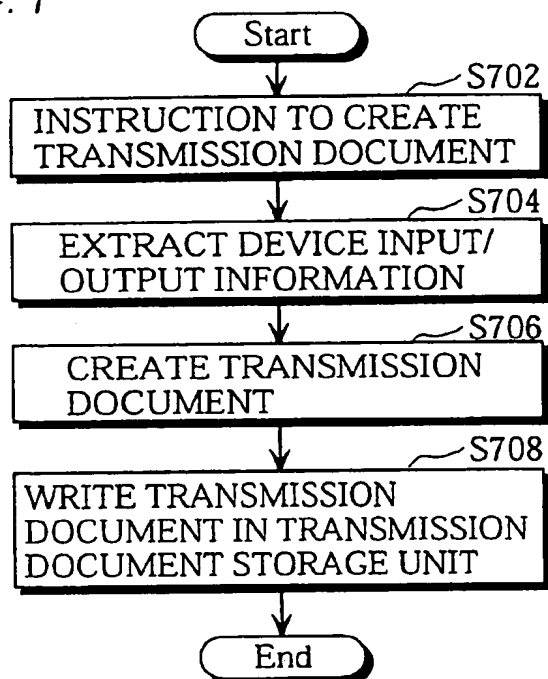 Start
S702
INSTRUCTION TO CREATE
TRANSMISSION DOCUMENT
S704
EXTRACT DEVICE INPUT/
OUTPUT INFORMATION
S706
CREATE TRANSMISSION
DOCUMENT
S708
WRITE TRANSMISSION
DOCUMENT IN TRANSMISSION
DOCUMENT STORAGE UNIT
End